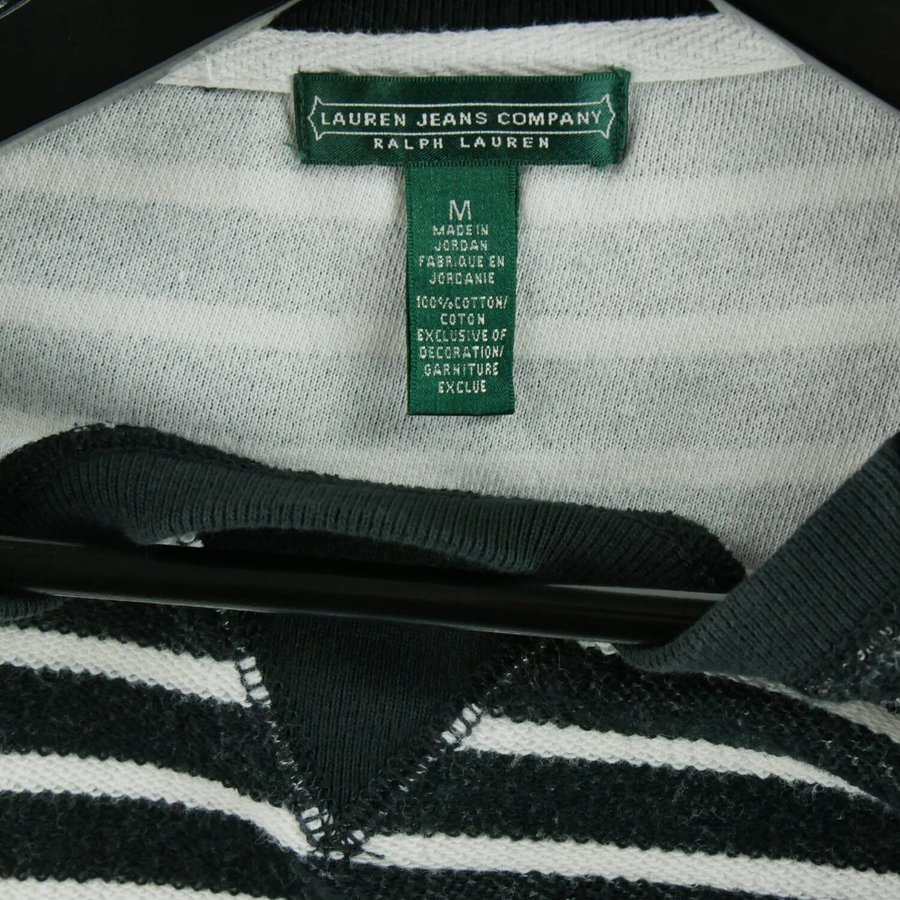 LAUREN JEANS COMPANY
RALPH LAUREN
M
MADE IN
JORDAN
FABRIQUE EN
JORDANIE
100% COTTON/
COTON
EXCLUSIVE OF
DECORATION/
GARNITURE
EXCLUE